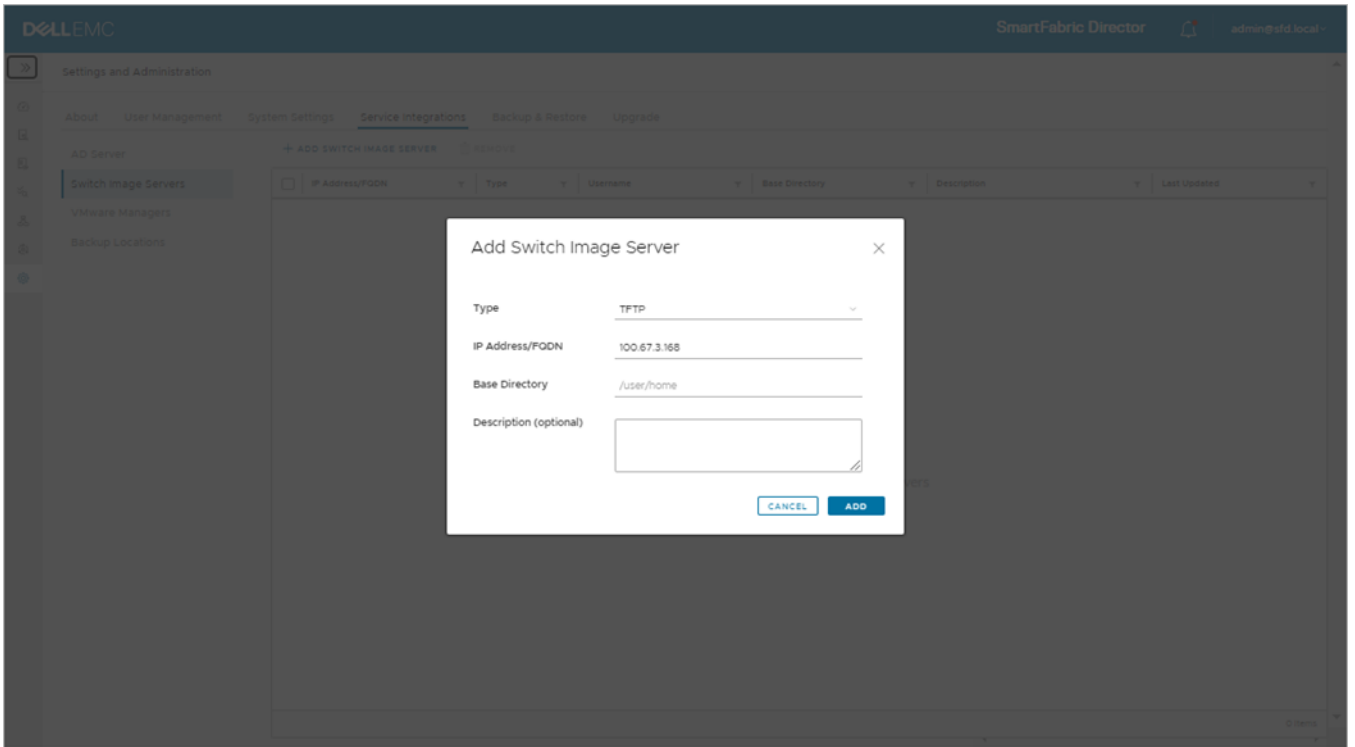 DELLEMC
SmartFabric Director
admin@sfd.local
Settings and Administration
About User Management System Settings Service Integrations Backup & Restore Upgrade
AD Server
+ ADD SWITCH IMAGE SERVER REMOVE
Switch Image Servers
IP Address/FQDN Type Username Base Directory Description Last Updated
VMware Managers
Backup Locations
Add Switch Image Server
Type TFTP
IP Address/FQDN 100.67.3.168
Base Directory /user/home
Description (optional)
CANCEL ADD
0 items